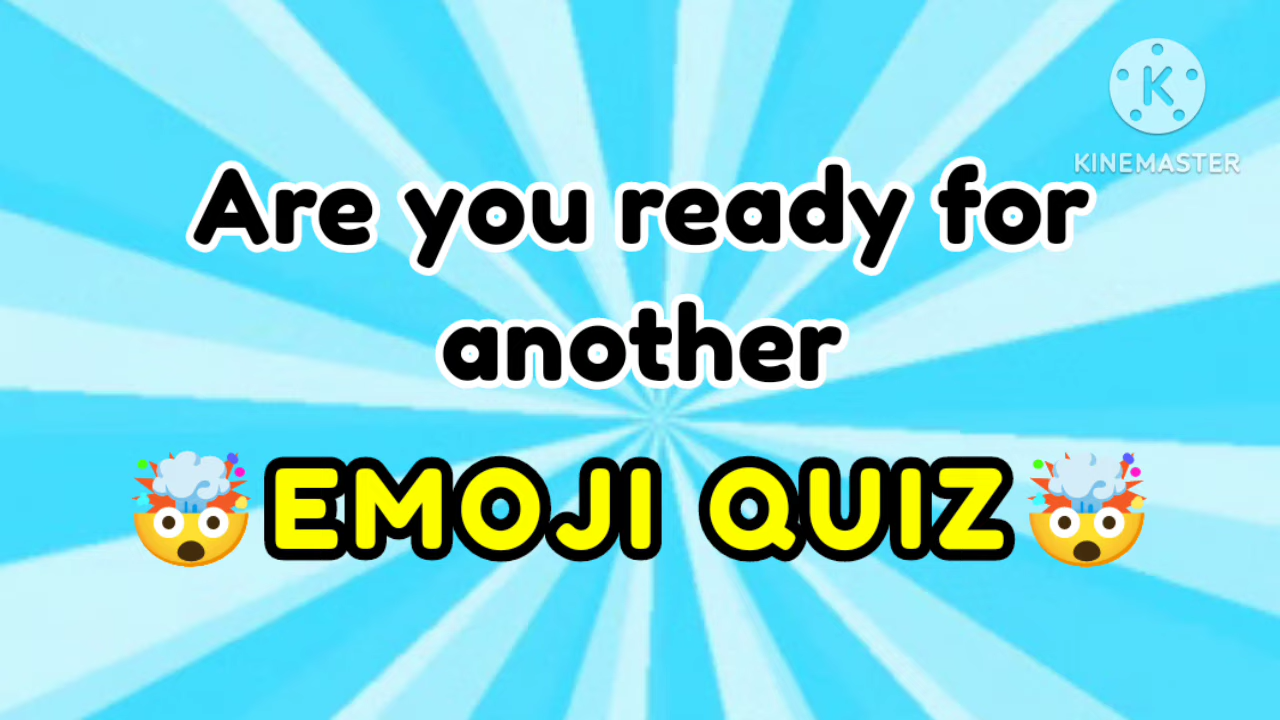 K
KINEMASTER
Are you ready for
another
🤯EMOJI QUIZ🤯